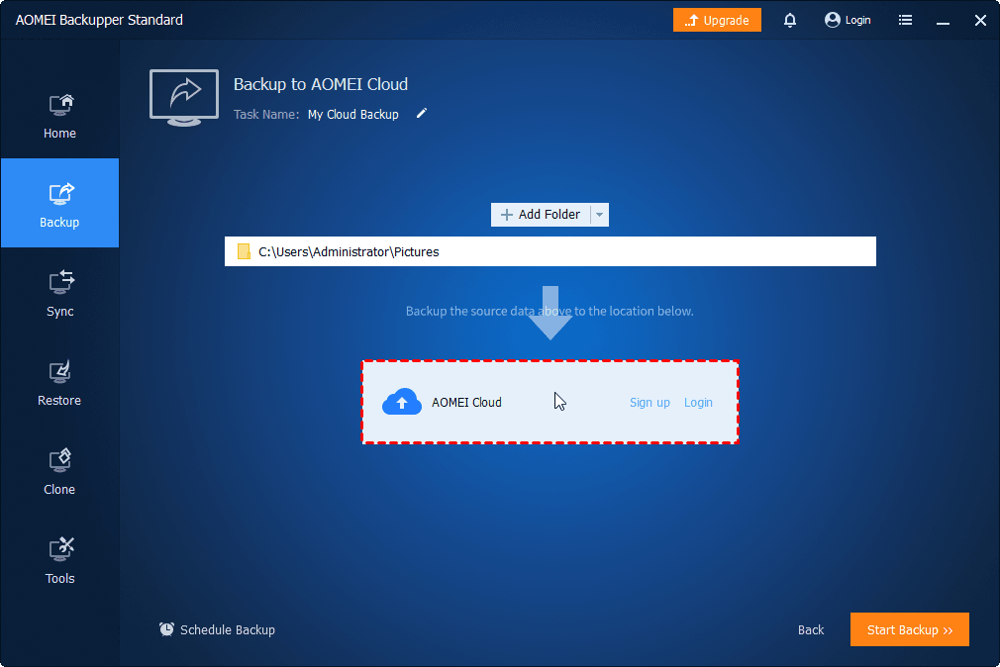 AOMEI Backupper Standard
Upgrade
Login
Home
Backup
Sync
Restore
Clone
Tools
Backup to AOMEI Cloud
Task Name: My Cloud Backup
Add Folder
C:\Users\Administrator\Pictures
Backup the source data above to the location below.
AOMEI Cloud
Sign up Login
Schedule Backup
Back
Start Backup »